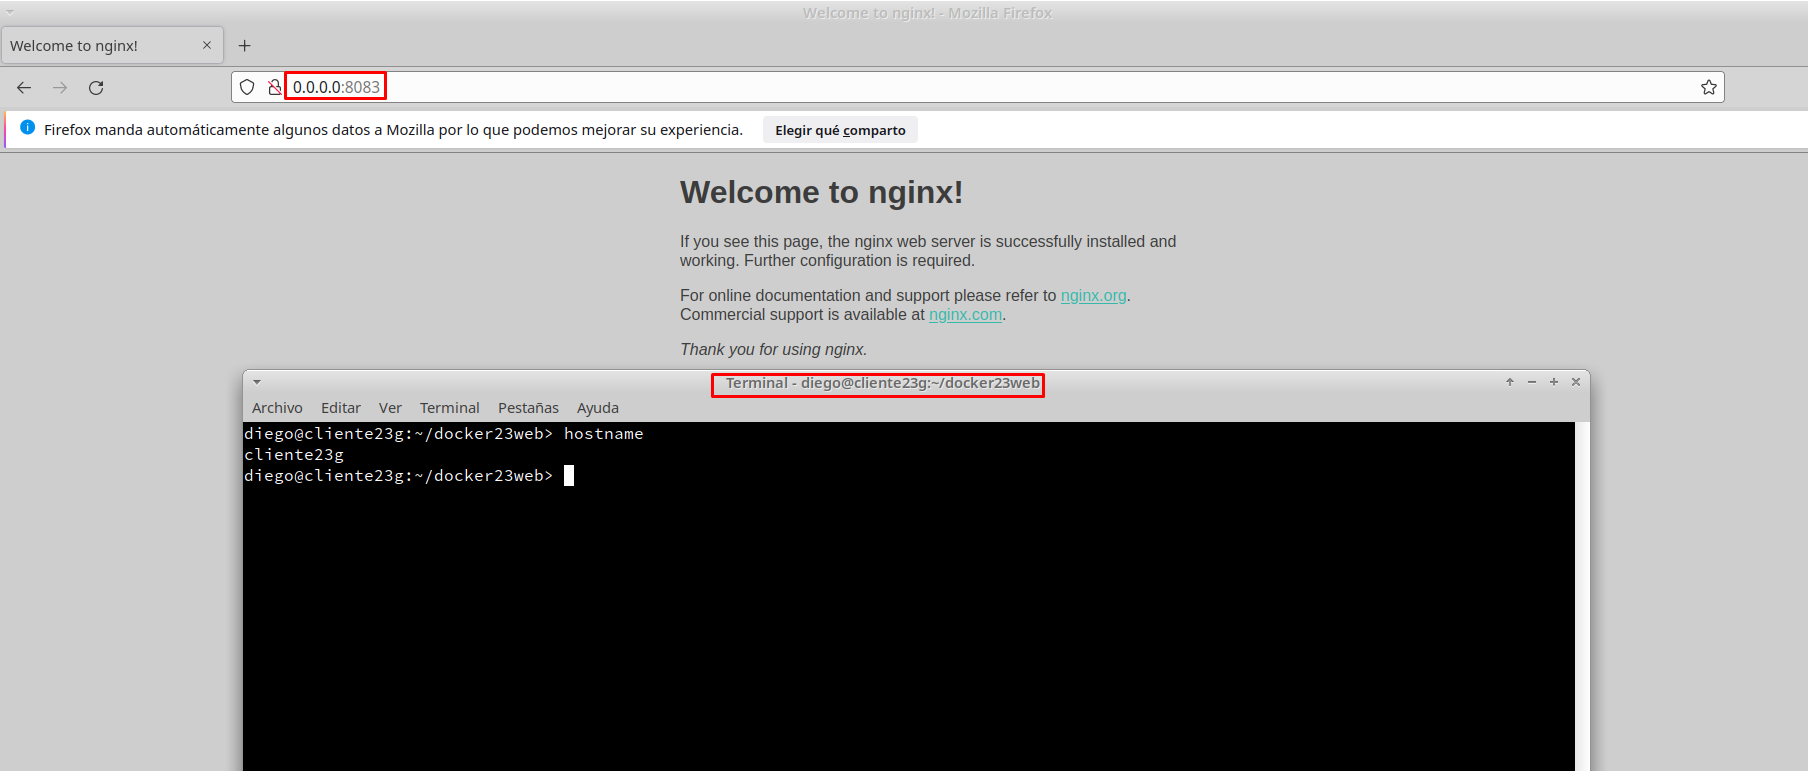 Welcome to nginx! - Mozilla Firefox
Welcome to nginx!
0.0.0.0:8083
Firefox manda automáticamente algunos datos a Mozilla por lo que podemos mejorar su experiencia. Elegir qué comparto
Welcome to nginx!
If you see this page, the nginx web server is successfully installed and
working. Further configuration is required.
For online documentation and support please refer to nginx.org.
Commercial support is available at nginx.com.
Thank you for using nginx.
Terminal - diego@cliente23g:~/docker23web
Archivo Editar Ver Terminal Pestañas Ayuda
diego@cliente23g:~/docker23web> hostname
cliente23g
diego@cliente23g:~/docker23web>